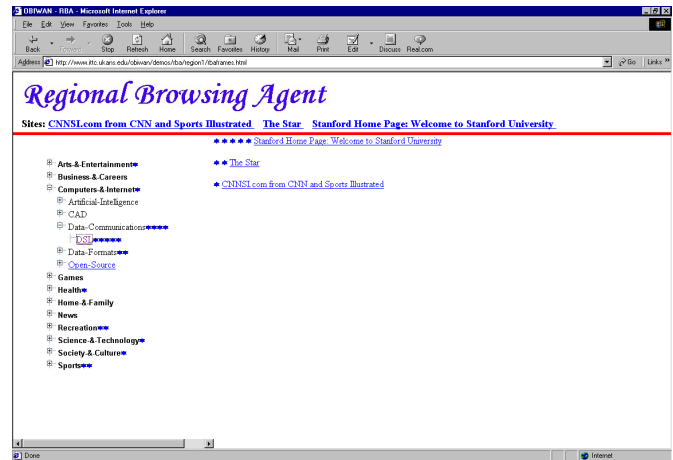 OBIWAN - RBA - Microsoft Internet Explorer
File Edit View Favorites Tools Help
Back Forward Stop Refresh Home Search Favorites History Mail Print Edit Discuss Real.com
Address http://www.ittc.ukans.edu/obiwan/demos/rba/region1/rbaframes.html Go Links »
Regional Browsing Agent
Sites: CNNSI.com from CNN and Sports Illustrated The Star Stanford Home Page: Welcome to Stanford University
***** Stanford Home Page: Welcome to Stanford University
** The Star
* CNNSI.com from CNN and Sports Illustrated
Arts-&-Entertainment*
Business-&-Careers
Computers-&-Internet*
Artificial-Intelligence
CAD
Data-Communications****
DSL*****
Data-Formats**
Open-Source
Games
Health*
Home-&-Family
News
Recreation**
Science-&-Technology*
Society-&-Culture*
Sports**
Done Internet